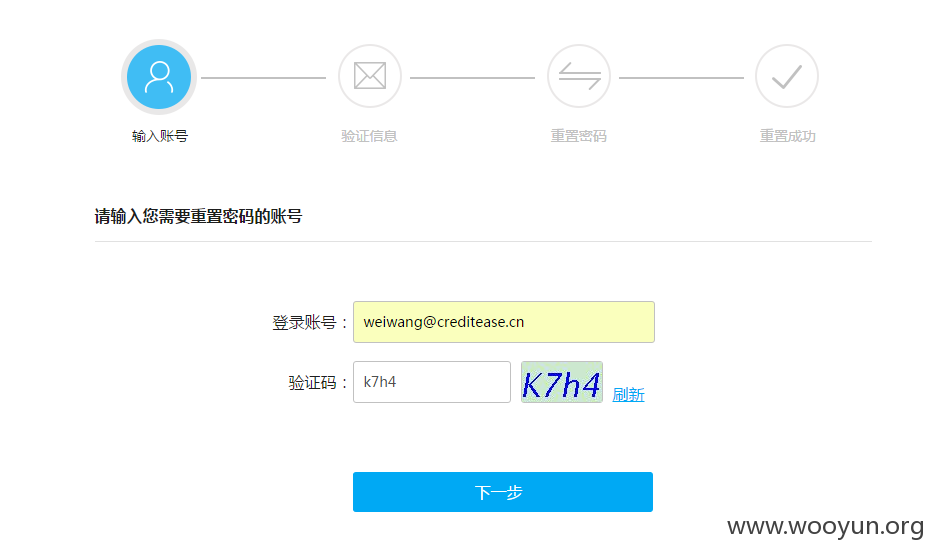 输入账号 验证信息 重置密码 重置成功
请输入您需要重置密码的账号
登录账号： weiwang@creditease.cn
验证码： k7h4 K7h4 刷新
下一步
www.wooyun.org